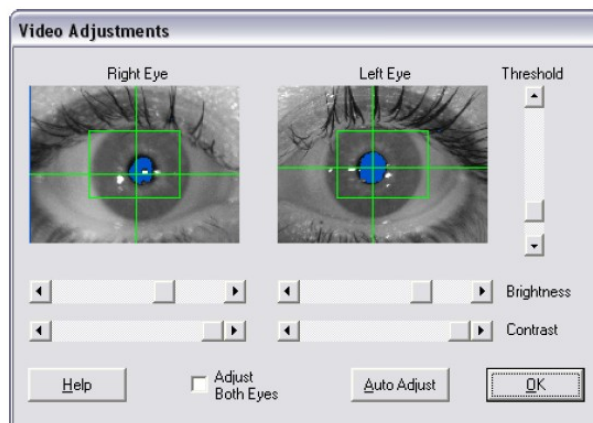 Video Adjustments
Right Eye Left Eye Threshold
Brightness
Contrast
Help Adjust Both Eyes Auto Adjust OK